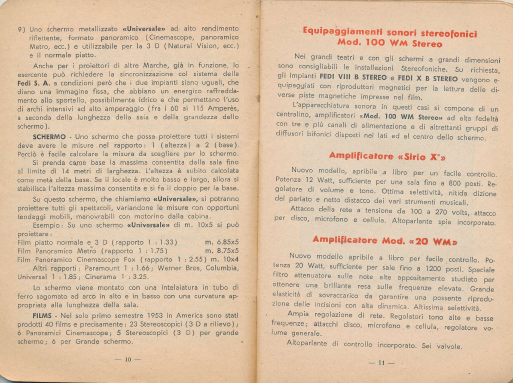 9) Uno schermo metallizzato «Universale» ad alto rendimento
riflettente, formato panoramico (Cinemascope, panoramico
Metro, ecc.) e utilizzabile per la 3 D (Natural Vision, ecc.)
e il normale piatto.
Anche per i proiettori di altre Marche, già in funzione, lo
esercente può richiedere la sincronizzazione col sistema delle
Fedi S. A. a condizioni però che i due impianti siano uguali, che
diano una immagine fissa, che abbiano un energico raffredda-
mento allo sportello, possibilmente idrico e che permettano l'uso
di archi intensivi ad alto amperaggio (fra i 60 ai 115 Ampérès,
a seconda della lunghezza della sala e della grandezza dello
schermo).
SCHERMO - Uno schermo che possa proiettare tutti i sistemi
deve avere le misure nel rapporto: 1 (altezza) a 2 (base).
Perciò è facile calcolare la misura da scegliere per lo schermo.
Si prenda come base la massima consentita dalla sala fino
al limite di 14 metri di larghezza. L'altezza è subito calcolata
come metà della base. Se il locale è molto basso e largo, allora si
stabilisca l'altezza massima consentita e si fa il doppio per la base.
Su questo schermo, che chiamiamo «Universale», si potranno
proiettare tutti gli spettacoli, variandone le misure con opportuni
tendaggi mobili, manovrabili con motorino dalla cabina.
Esempio: Su uno schermo «Universale» di m. 10x5 si può
proiettare:
Film piatto normale e 3 D (rapporto 1 : 1.33) m. 6.85x5
Film Panoramico Metro (rapporto 1 : 1.75) m. 8.75x5
Film Panoramico Cinemascope Fox (rapporto 1 : 2.55) m. 10x4
Altri rapporti: Paramount 1 : 1.66; Werner Bros, Columbia,
Universal 1 : 1.85; Cinerama 1 : 3.25.
Lo schermo viene montato con una intelaiatura in tubo di
ferro sagomato ad arco in alto e in basso con una curvatura ap-
propriata alla lunghezza della sala.
FILMS - Nel solo primo semestre 1953 in America sono stati
prodotti 40 films e precisamente: 23 Stereoscopici (3 D a rilievo);
6 Panoramici Cinemascope; 5 Stereoscopici (3 D) per grande
schermo; 6 per Grande schermo.
— 10 —
Equipaggiamenti sonori stereofonici
Mod. 100 WM Stereo
Nei grandi teatri e con gli schermi a grandi dimensioni
sono consigliabili le installazioni Stereofoniche. Su richiesta,
gli impianti FEDI VIII B STEREO e FEDI X B STEREO vengono e-
quipaggiati con riproduttori magnetici per la lettura delle di-
verse piste magnetiche impresse nel film.
L'apparecchiatura sonora in questi casi si compone di un
centralino, amplificatori «Mod. 100 WM Stereo» ad alta fedeltà
con tre e più canali di alimentazione e di altrettanti gruppi di
diffusori bifonici disposti nei lati ed al centro dello schermo.
Amplificatore «Sirio X°»
Nuovo modello, apribile a libro per un facile controllo.
Potenza 12 Watt, sufficiente per una sala fino a 800 posti. Re-
golatore di volume e tono. Ottima selettività, nitida dizione
del parlato e netto distacco dei vari strumenti musicali.
Attacco della rete a tensione da 100 a 270 volts, attacco
per disco, microfono e cellula. Altoparlante spia incorporato.
Amplificatore Mod. «20 WM»
Nuovo modello apribile a libro per facile controllo. Po-
tenza 20 Watt, sufficiente per sala fino a 1200 posti. Speciale
filtro attenuatore sulle note alte appositamente studiato per
ottenere una brillante resa sulle frequenze elevate. Grande
elasticità di sovraccarico da garantire una possente riprodu-
zione delle incisioni con alta dinamica. Altissima selettività.
Ampia regolazione di rete. Regolatori tono alte e basse
frequenze; attacchi disco, microfono e cellula, regolatore vo-
lume generale.
Altoparlante di controllo incorporato. Sei valvole.
— 11 —